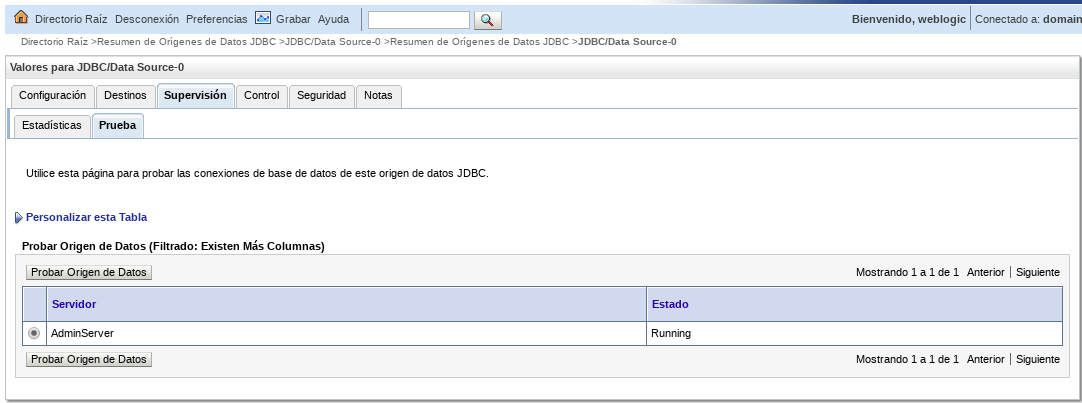 Directorio Raíz Desconexión Preferencias Grabar Ayuda Bienvenido, weblogic Conectado a: domain
Directorio Raíz >Resumen de Orígenes de Datos JDBC >JDBC/Data Source-0 >Resumen de Orígenes de Datos JDBC >JDBC/Data Source-0
Valores para JDBC/Data Source-0
Configuración Destinos Supervisión Control Seguridad Notas
Estadísticas Prueba
Utilice esta página para probar las conexiones de base de datos de este origen de datos JDBC.
Personalizar esta Tabla
Probar Origen de Datos (Filtrado: Existen Más Columnas)
Probar Origen de Datos Mostrando 1 a 1 de 1 Anterior Siguiente
Servidor Estado
AdminServer Running
Probar Origen de Datos Mostrando 1 a 1 de 1 Anterior Siguiente